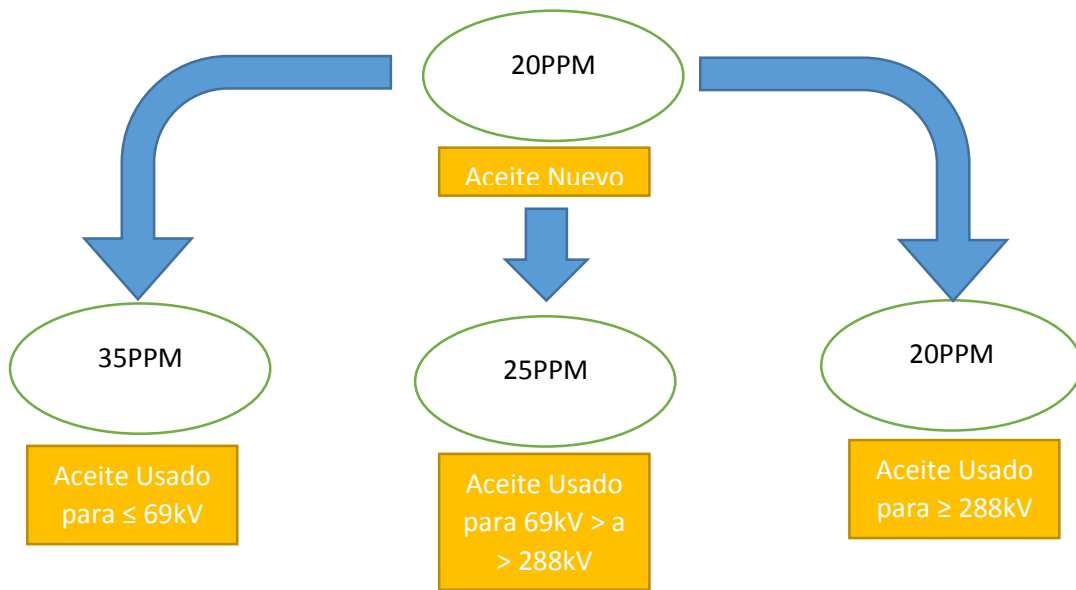 20PPM
Aceite Nuevo
35PPM
Aceite Usado
para ≤ 69kV
25PPM
Aceite Usado
para 69kV > a
> 288kV
20PPM
Aceite Usado
para ≥ 288kV